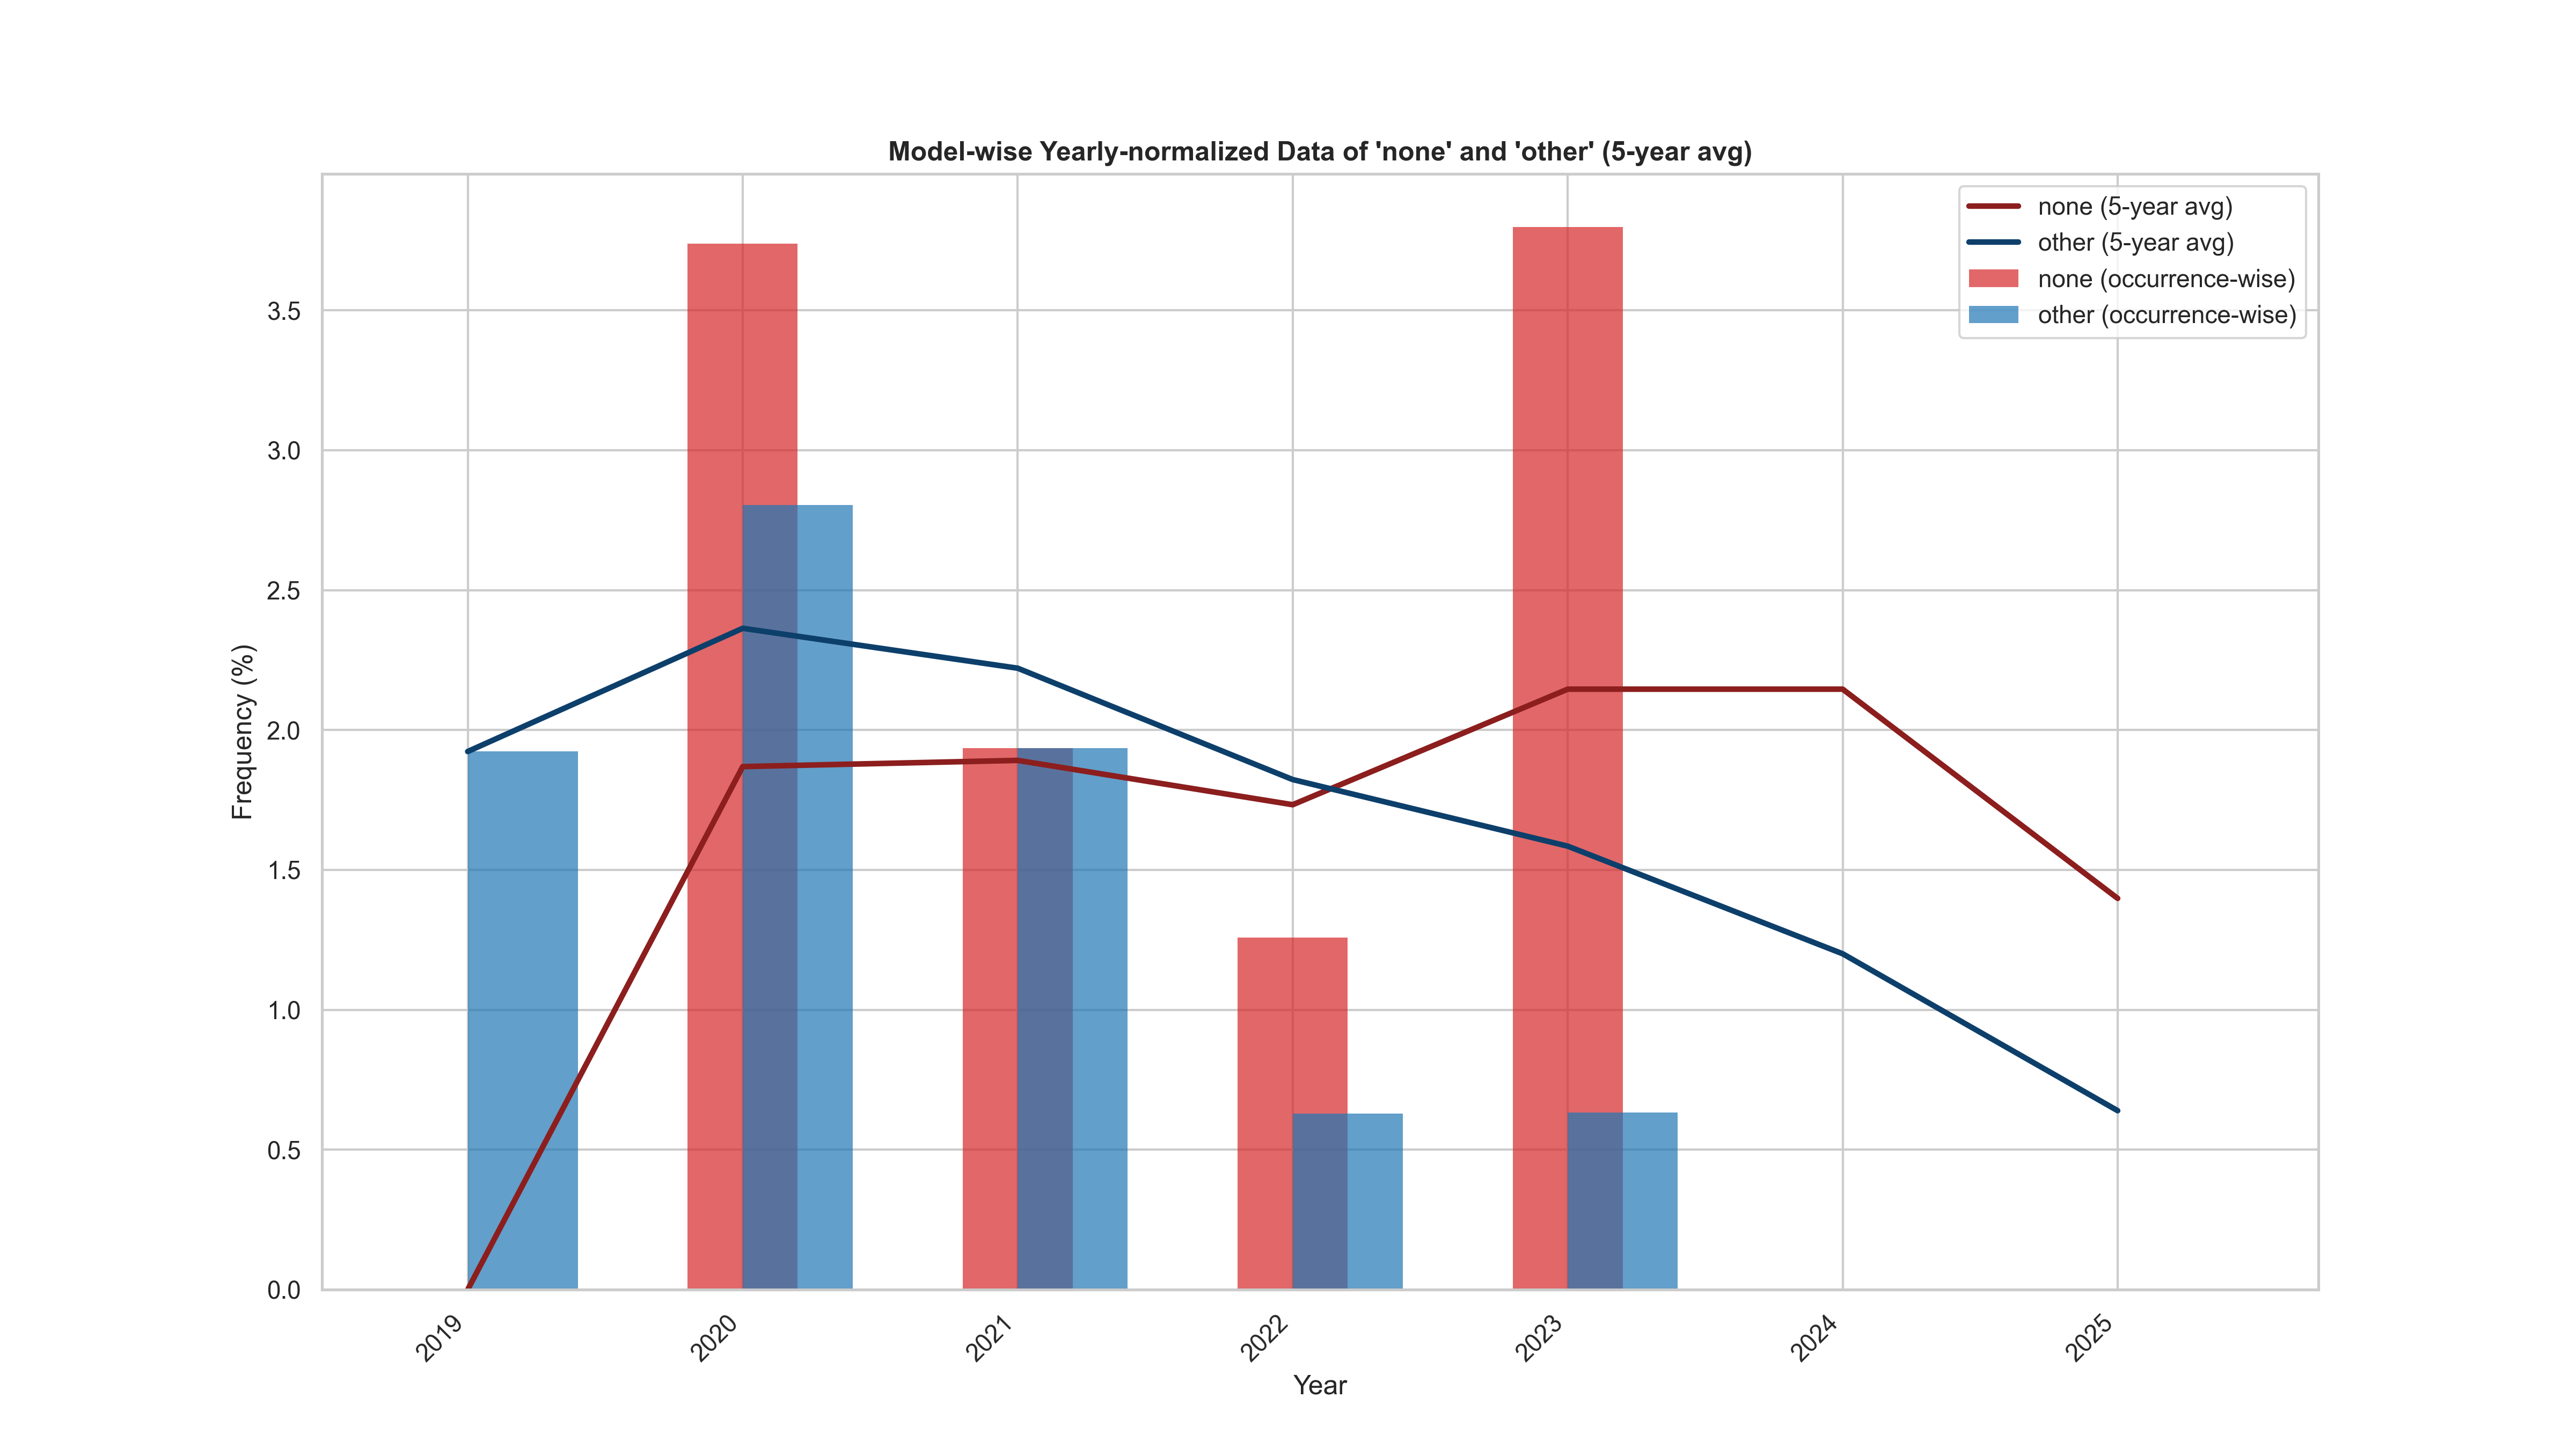 Model-wise Yearly-normalized Data of 'none' and 'other' (5-year avg)
none (5-year avg)
other (5-year avg)
none (occurrence-wise)
other (occurrence-wise)
Frequency (%)
3.5
3.0
2.5
2.0
1.5
1.0
0.5
0.0
2019
2020
2021
2022
2023
2024
2025
Year